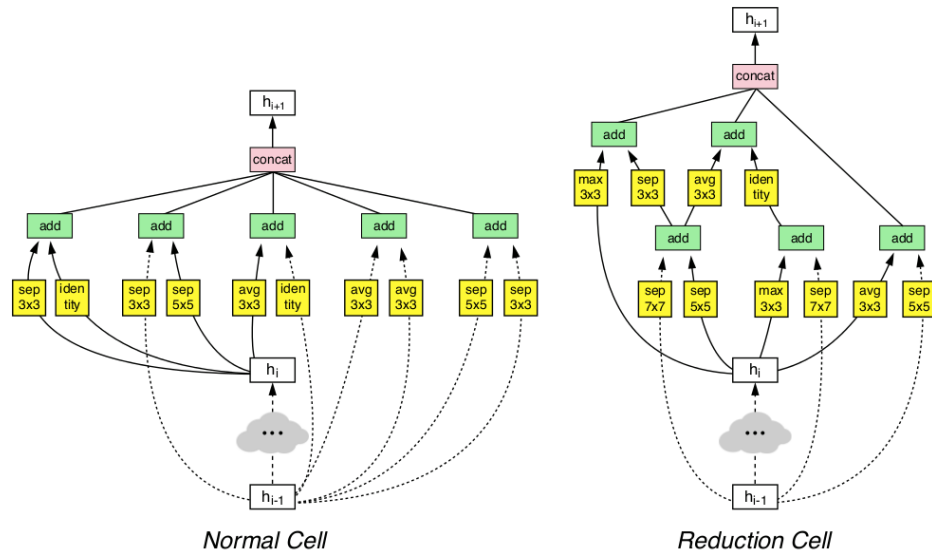 h_{i+1}
concat
add
add
add
add
add
sep
3x3
iden
tity
sep
3x3
sep
5x5
avg
3x3
iden
tity
avg
3x3
avg
3x3
sep
5x5
sep
3x3
h_i
...
h_{i-1}
Normal Cell
h_{i+1}
concat
add
add
max
3x3
sep
3x3
avg
3x3
iden
tity
add
add
add
sep
7x7
sep
5x5
max
3x3
sep
7x7
avg
3x3
sep
5x5
h_i
...
h_{i-1}
Reduction Cell